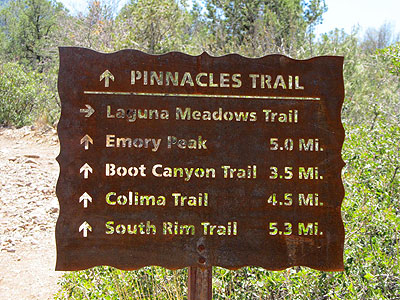 ↑ PINNACLES TRAIL
→ Laguna Meadows Trail
↑ Emory Peak 5.0 Mi.
↑ Boot Canyon Trail 3.5 Mi.
↑ Colima Trail 4.5 Mi.
↑ South Rim Trail 5.3 Mi.